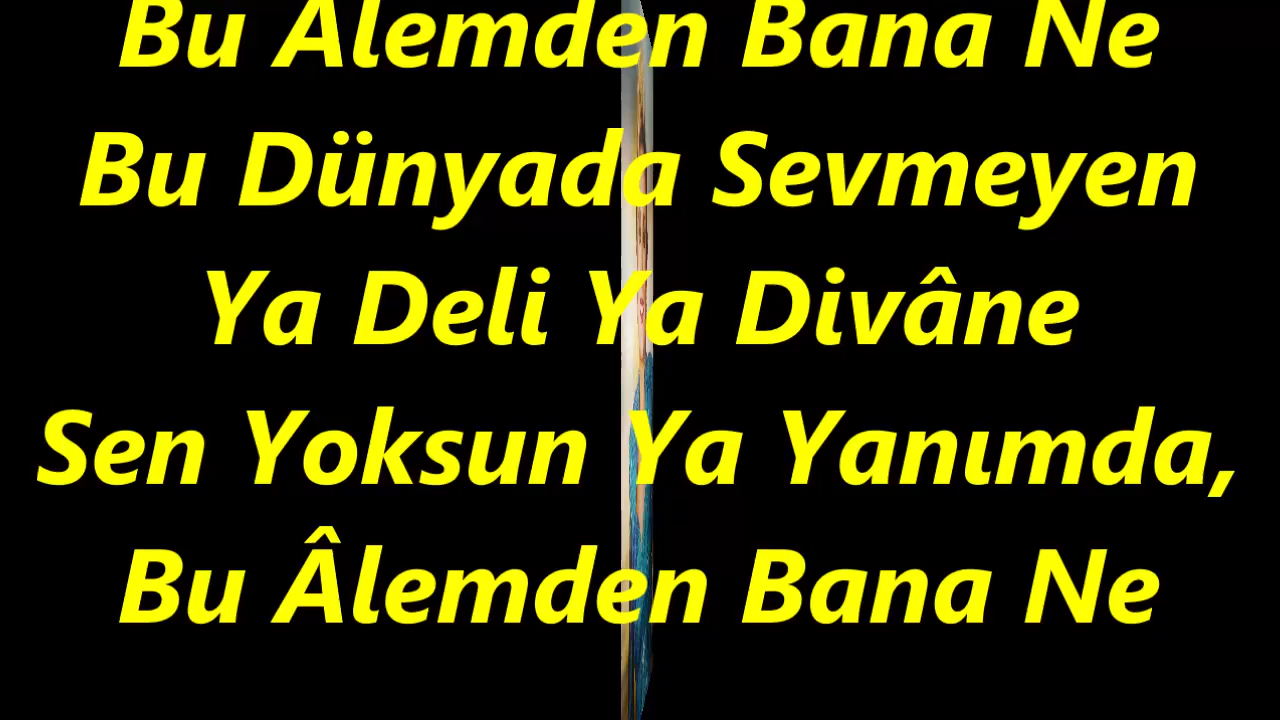 Bu Âlemden Bana Ne
Bu Dünyada Sevmeyen
Ya Deli Ya Divâne
Sen Yoksun Ya Yanımda,
Bu Âlemden Bana Ne